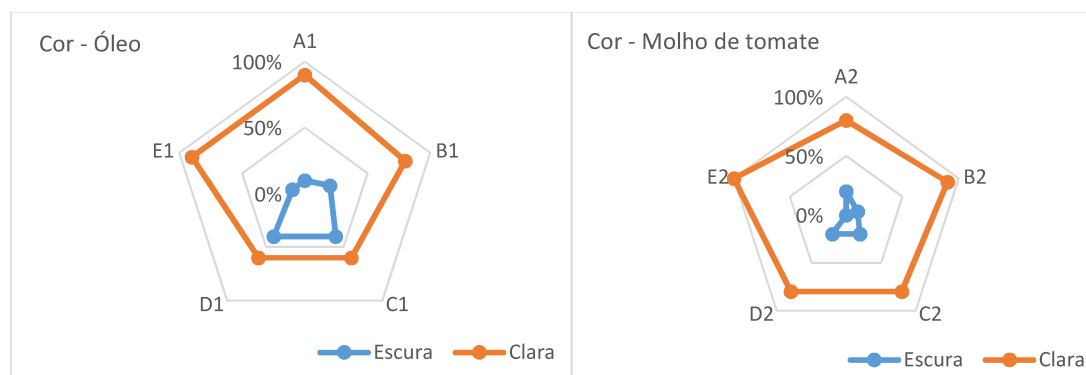 Cor - Óleo
A1
100%
50%
0%
E1
B1
D1
C1
Escura
Clara
Cor - Molho de tomate
A2
100%
50%
0%
E2
B2
D2
C2
Escura
Clara